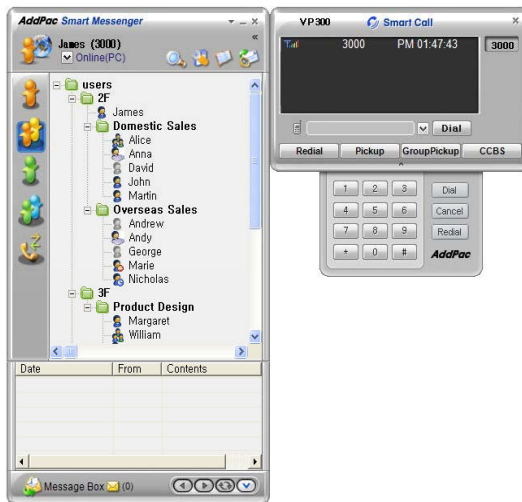 AddPac Smart Messenger
James (3000)
Online(PC)
users
2F
James
Domestic Sales
Alice
Anna
David
John
Martin
Overseas Sales
Andrew
Andy
George
Marie
Nicholas
3F
Product Design
Margaret
William
Date From Contents
Message Box (0)
VP300 Smart Call
3000 PM 01:47:43 3000
Dial
Redial Pickup GroupPickup CCBS
1 2 3 Dial
4 5 6 Cancel
7 8 9 Redial
* 0 # AddPac